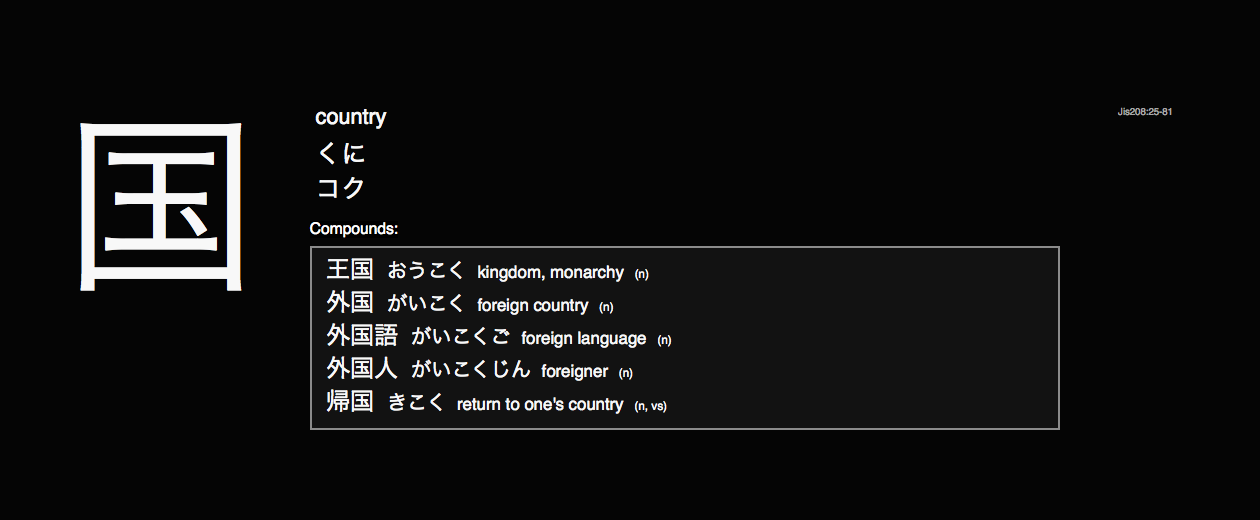 国
country
くに
コク
Jis208:25-81
Compounds:
王国 おうこく kingdom, monarchy (n)
外国 がいこく foreign country (n)
外国語 がいこくご foreign language (n)
外国人 がいこくじん foreigner (n)
帰国 きこく return to one's country (n, vs)